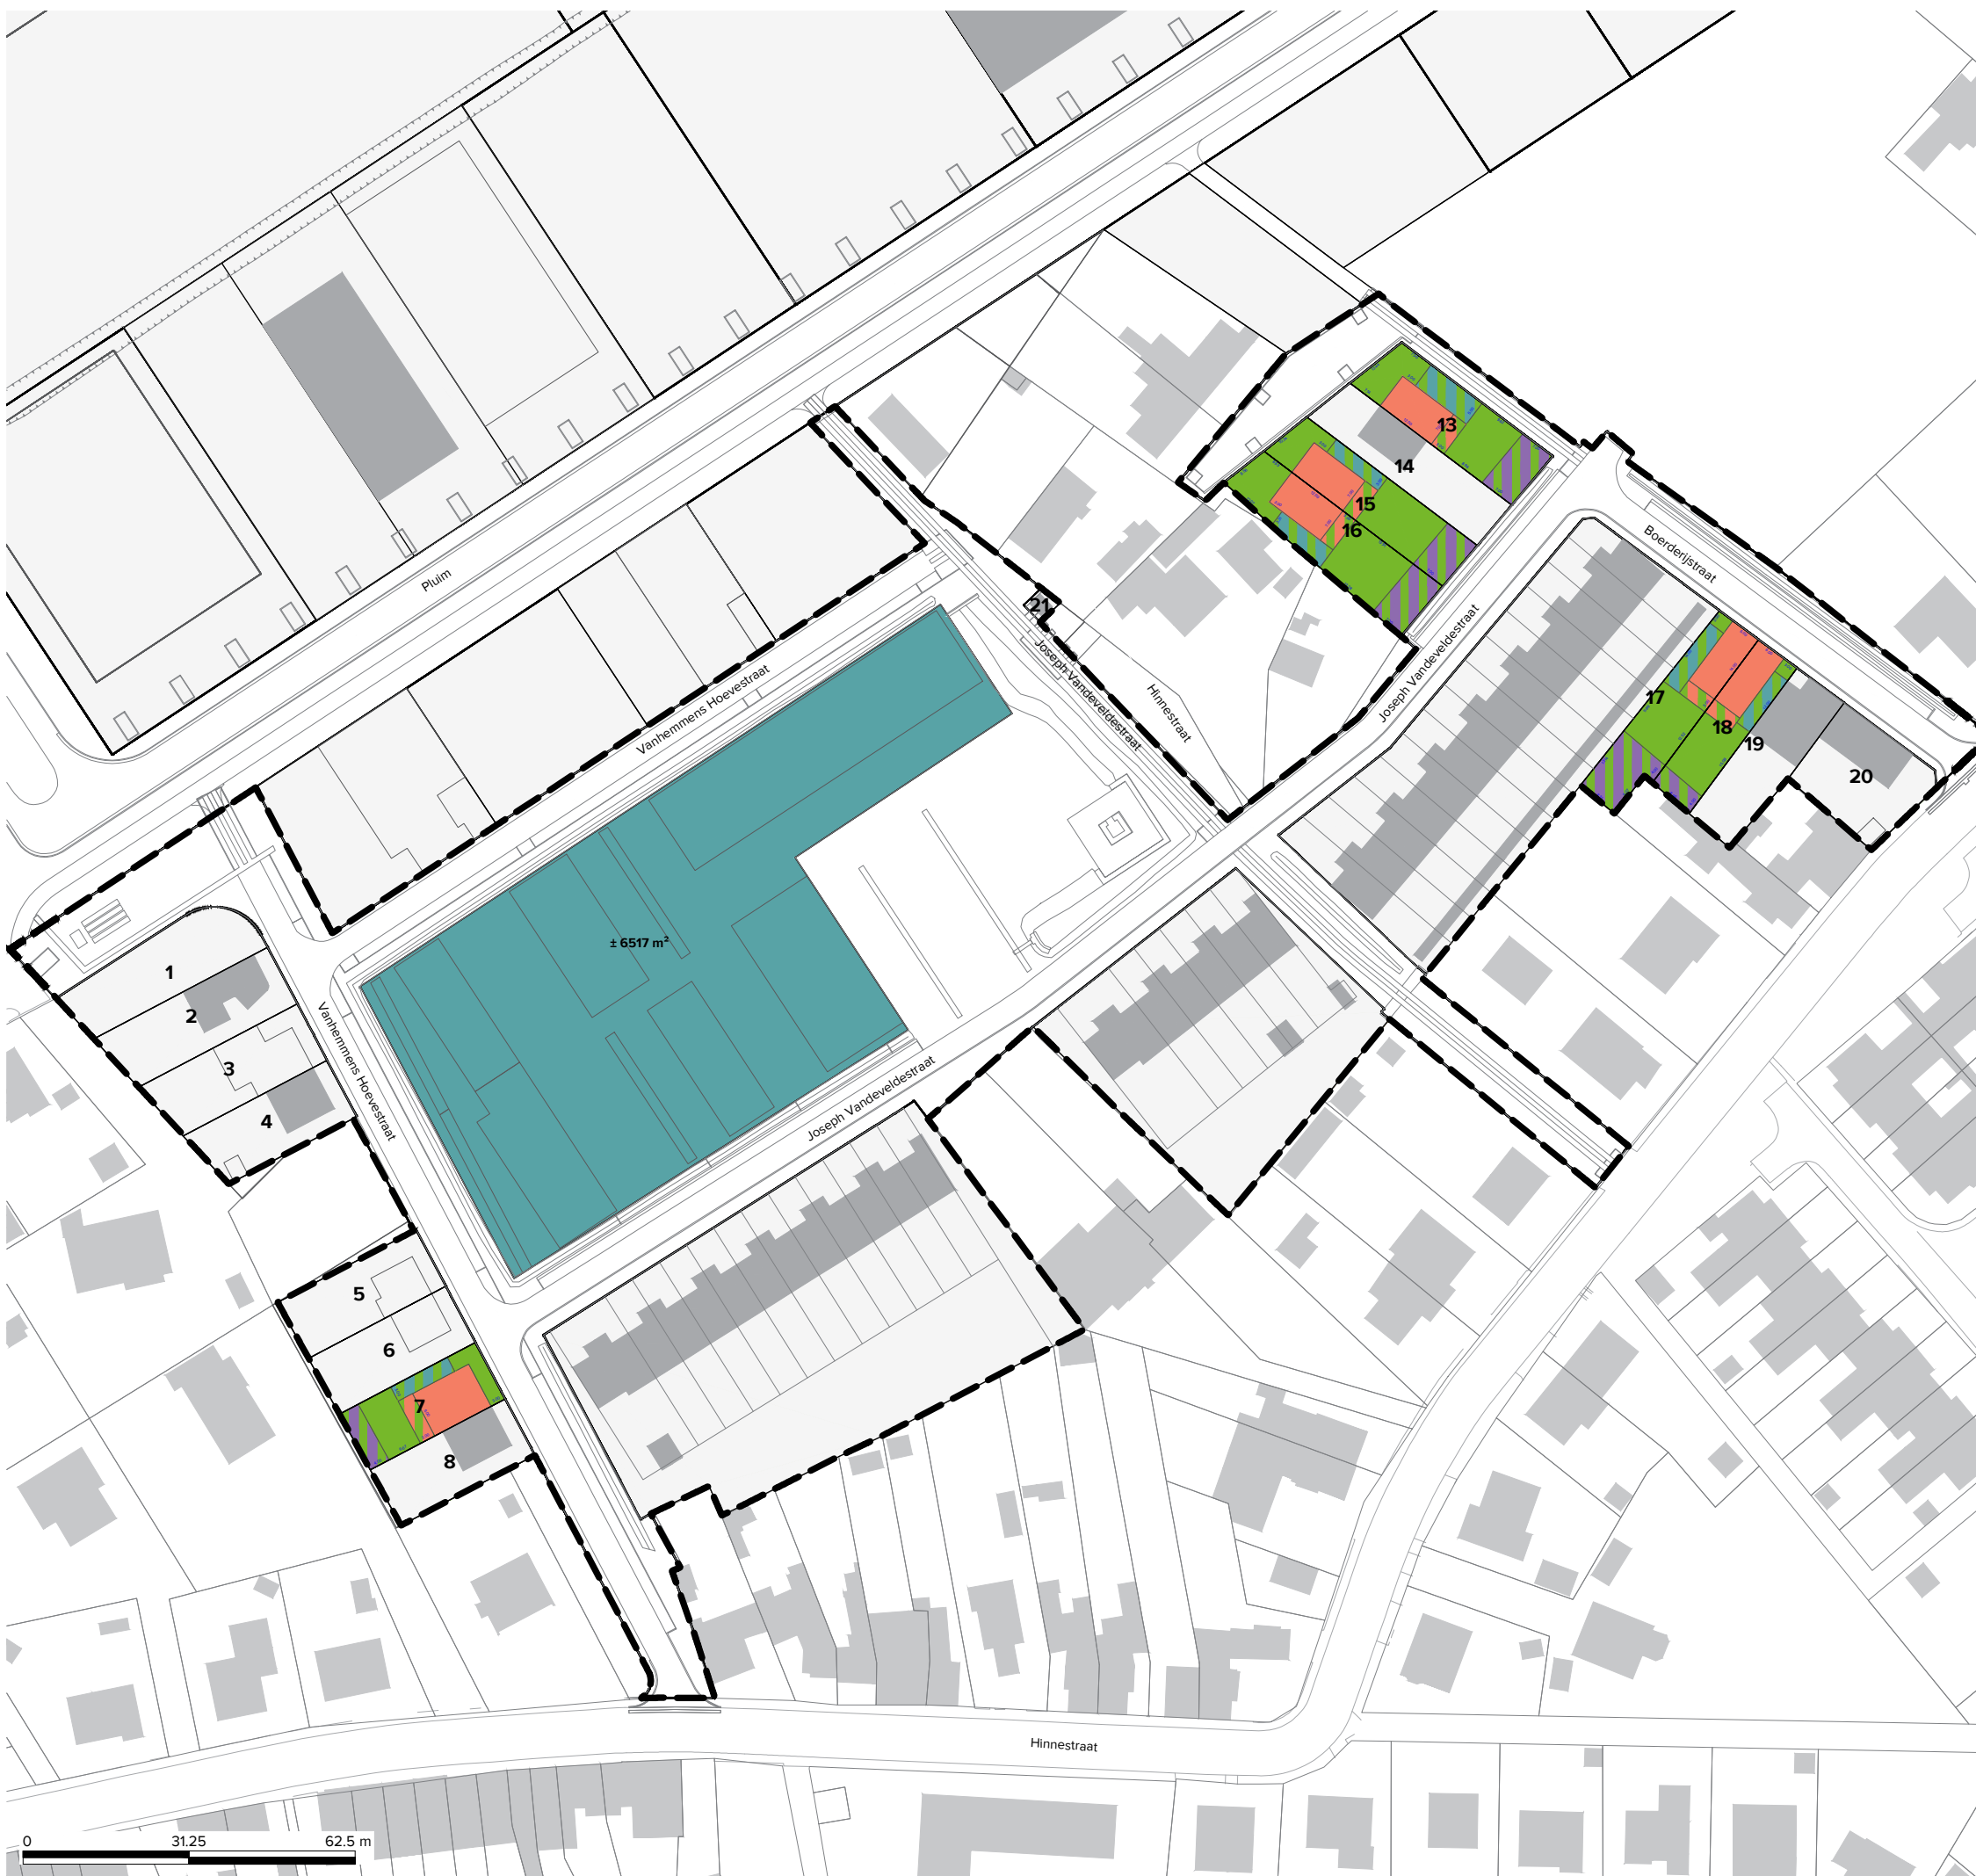 13
14
15
Boerderijstraat
16
Pluim
21
Joseph Vandeveldestraat
Joseph Vandeveldestraat
Hinnestraat
17
Vanhemmens Hoevestraat
18
19
20
± 6517 m²
1
2
Vanhemmens Hoevestraat
3
Joseph Vandeveldestraat
4
5
6
7
8
Hinnestraat
0 31.25 62.5 m